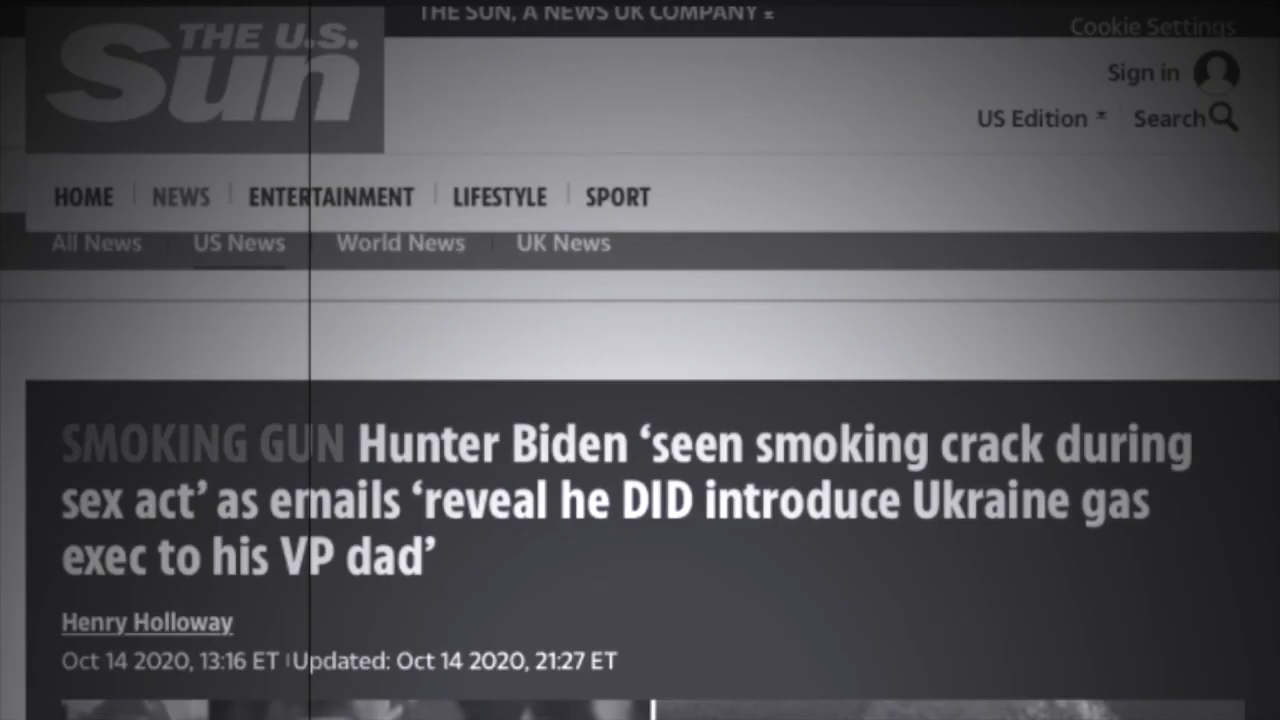 THE SUN, A NEWS UK COMPANY
Cookie Settings
THE U.S.
Sun
Sign in
US Edition
Search
HOME NEWS ENTERTAINMENT LIFESTYLE SPORT
All News US News World News UK News
SMOKING GUN Hunter Biden ‘seen smoking crack during
sex act’ as emails ‘reveal he DID introduce Ukraine gas
exec to his VP dad’
Henry Holloway
Oct 14 2020, 13:16 ET Updated: Oct 14 2020, 21:27 ET